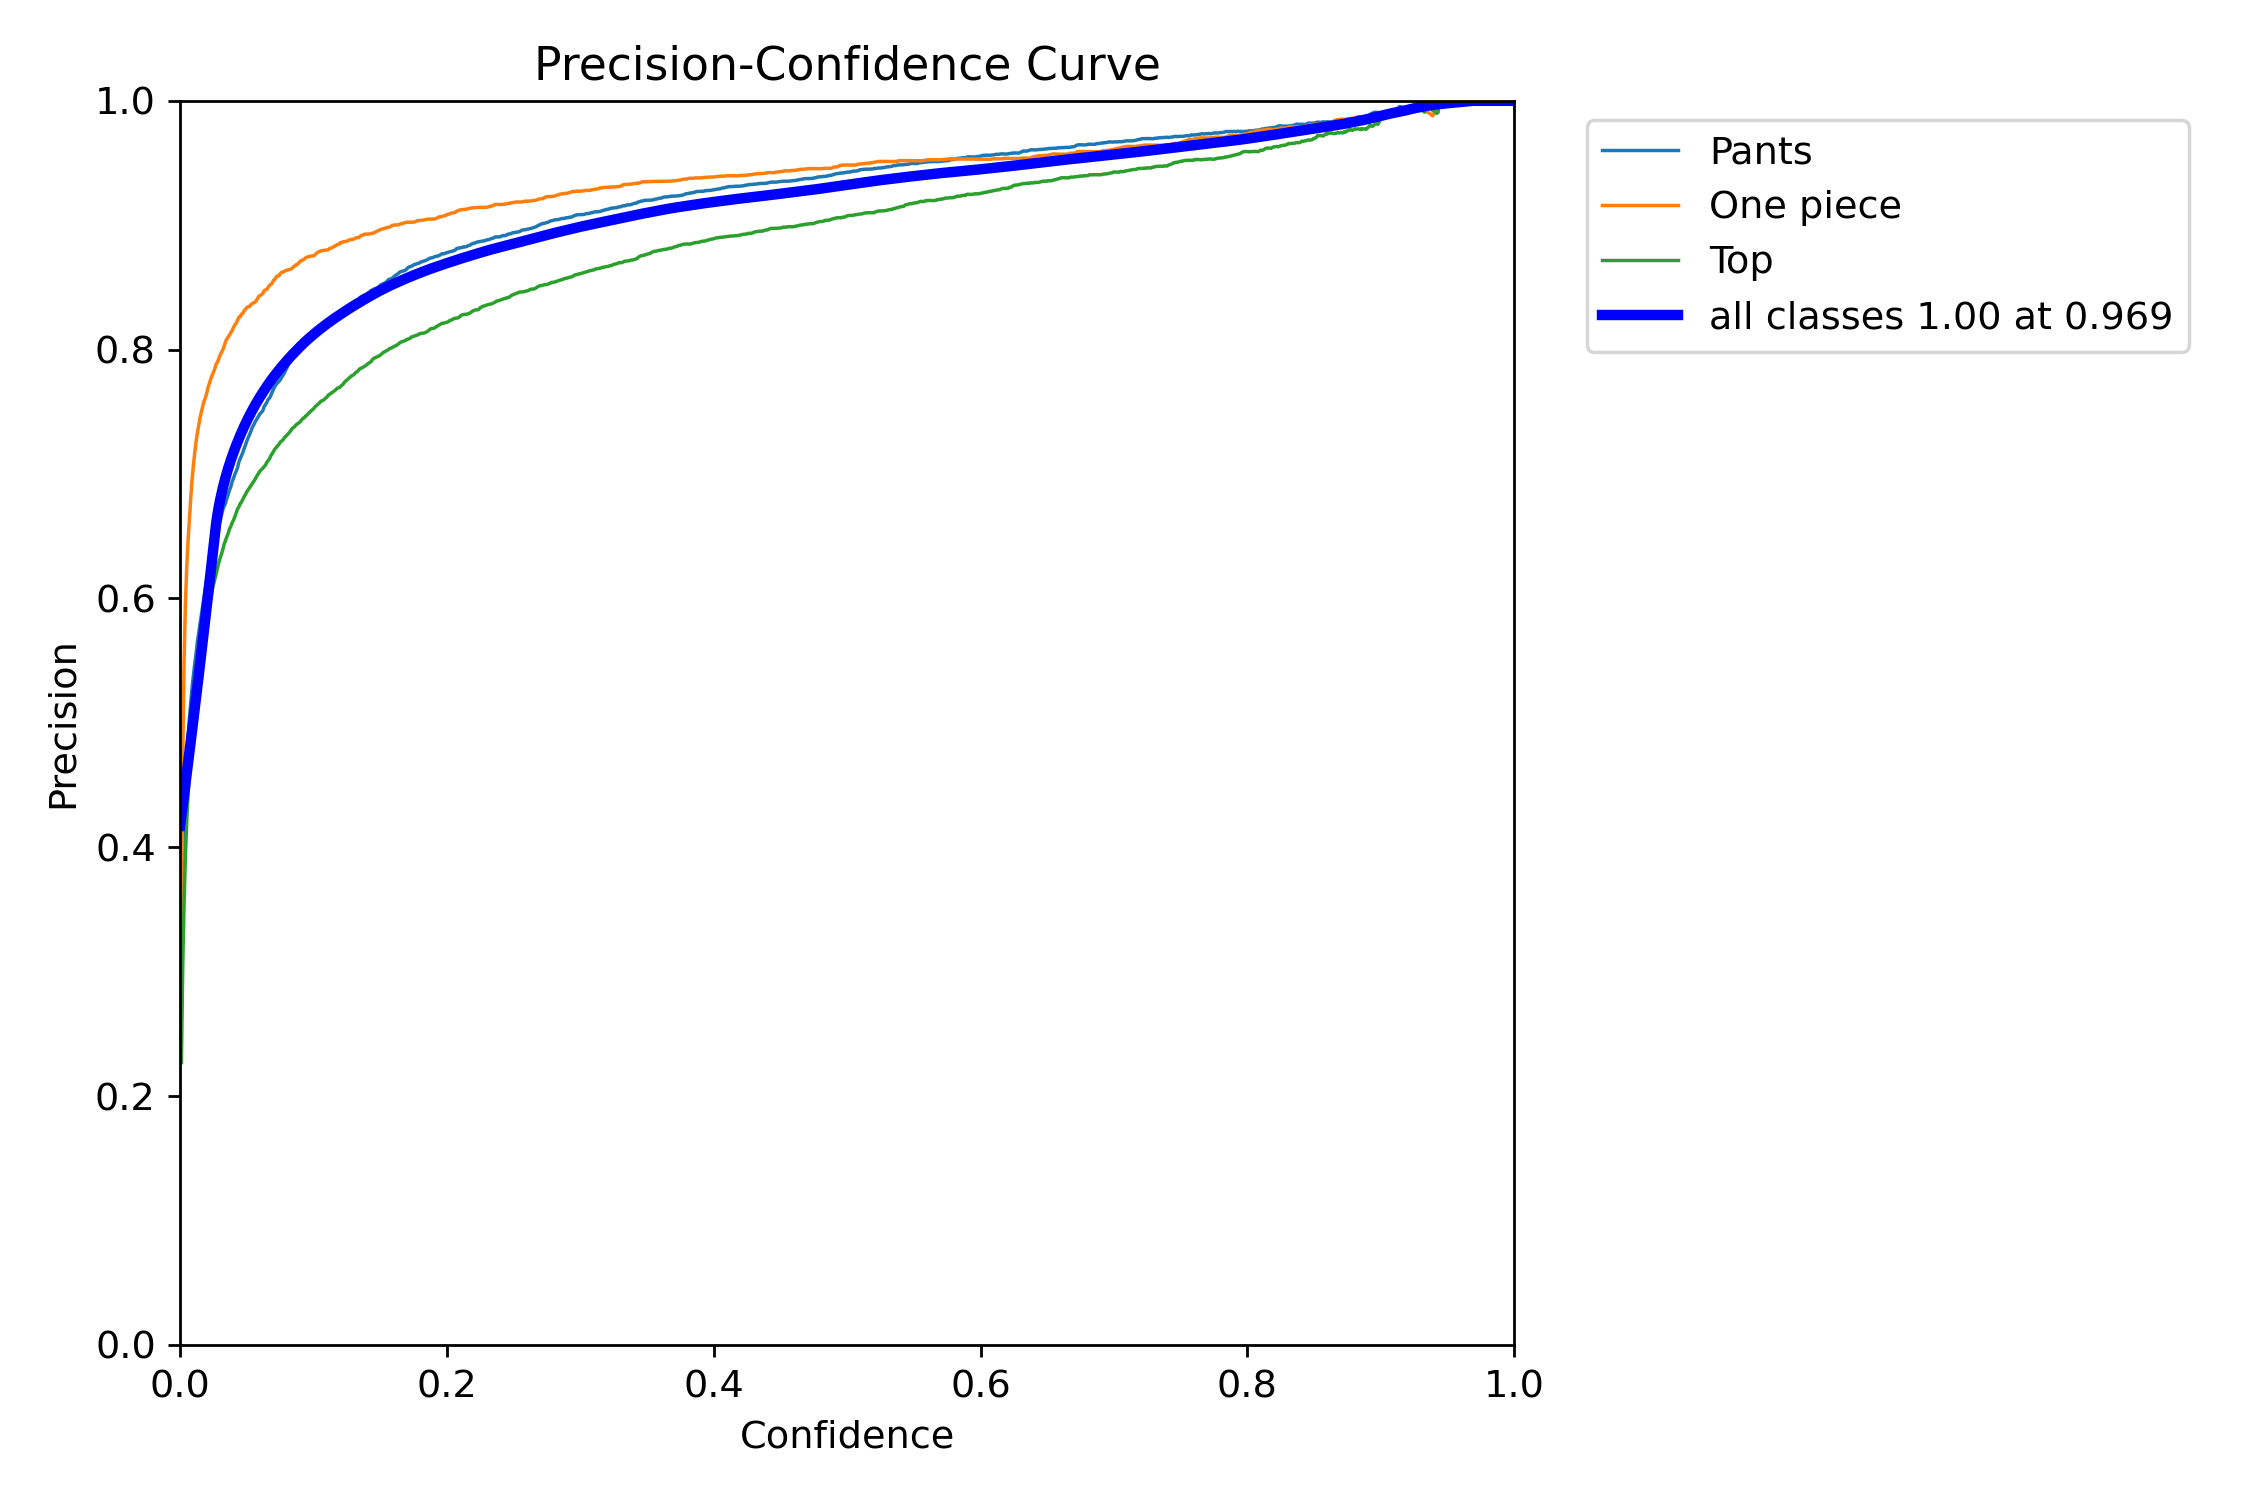 Precision-Confidence Curve
1.0
0.8
0.6
0.4
0.2
0.0
Precision
0.0 0.2 0.4 0.6 0.8 1.0
Confidence
Pants
One piece
Top
all classes 1.00 at 0.969